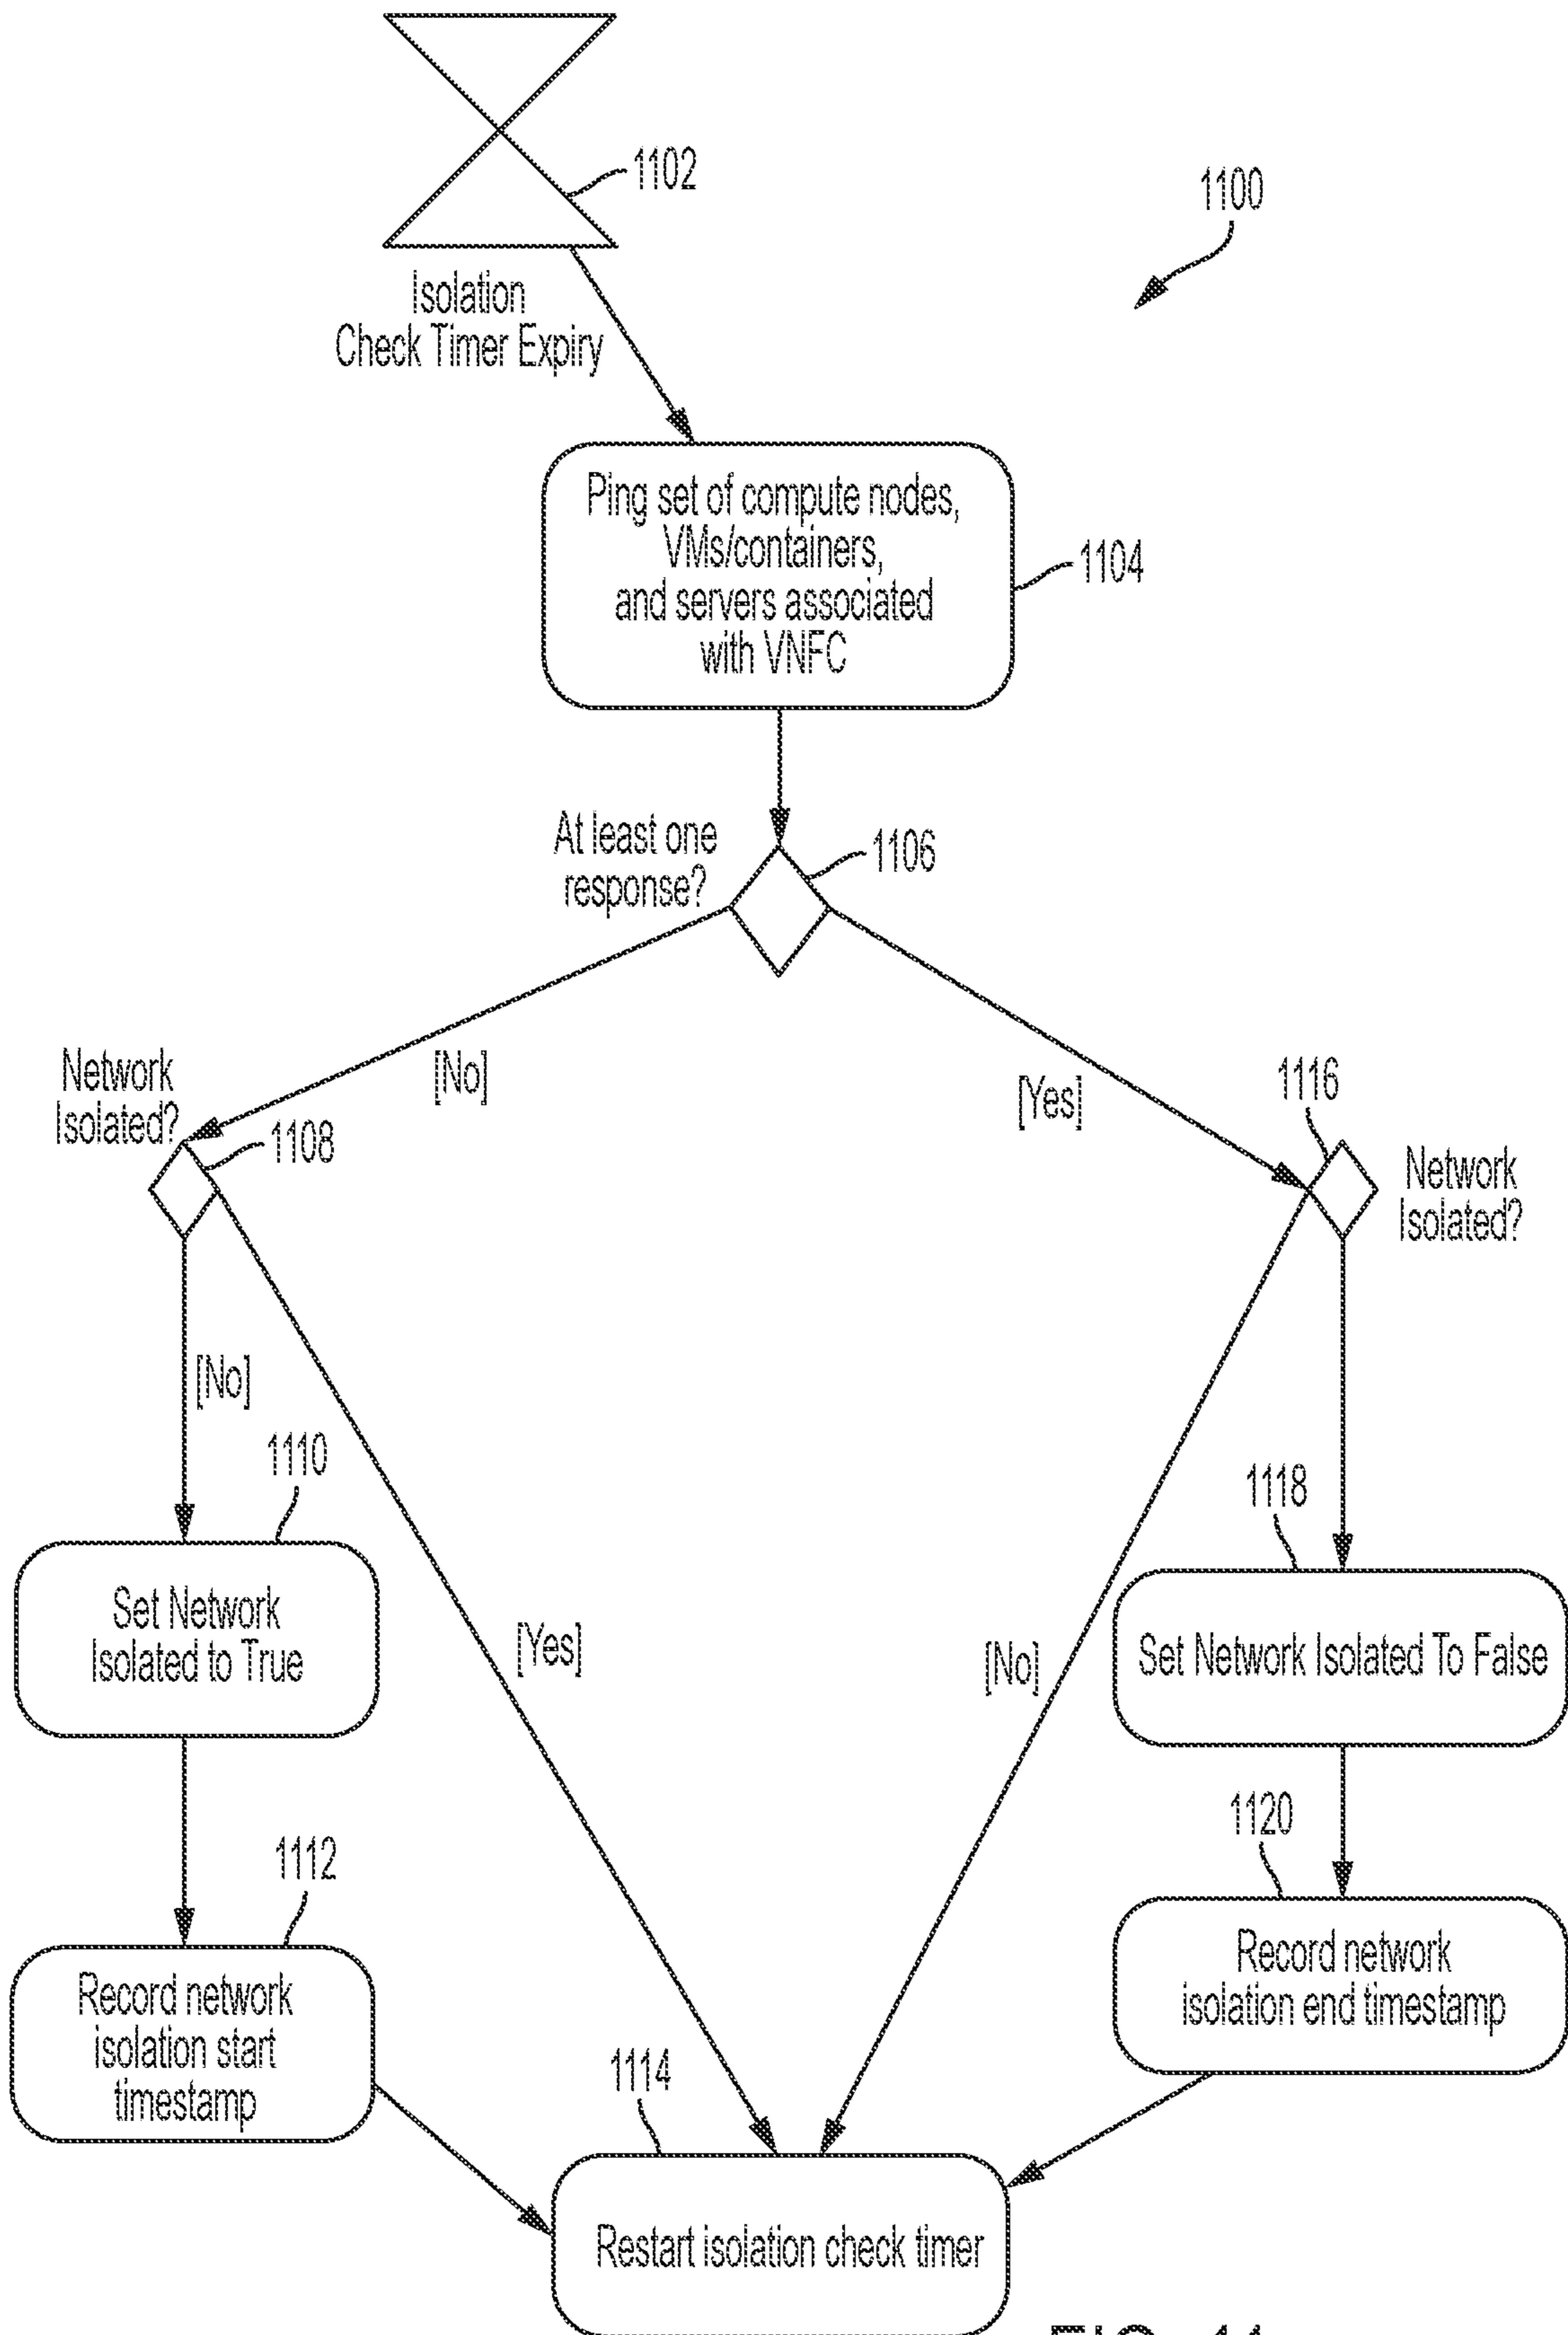 1102
1100
Isolation
Check Timer Expiry
Ping set of compute nodes,
VMs/containers,
and servers associated
with VNFC
1104
At least one
response?
1106
[No]
[Yes]
Network
Isolated?
1108
1116
Network
Isolated?
[No]
1110
1118
Set Network
Isolated to True
[Yes]
[No]
Set Network Isolated To False
1112
1120
Record network
isolation start
timestamp
Record network
isolation end timestamp
1114
Restart isolation check timer